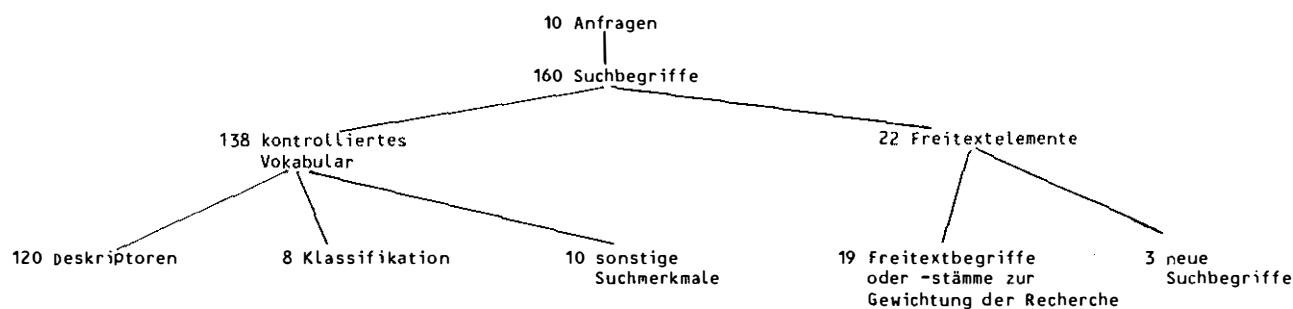 10 Anfragen
160 Suchbegriffe
138 kontrolliertes
Vokabular
22 Freitextelemente
120 Deskriptoren
8 Klassifikation
10 sonstige
Suchmerkmale
19 Freitextbegriffe
oder -stämme zur
Gewichtung der Recherche
3 neue
Suchbegriffe